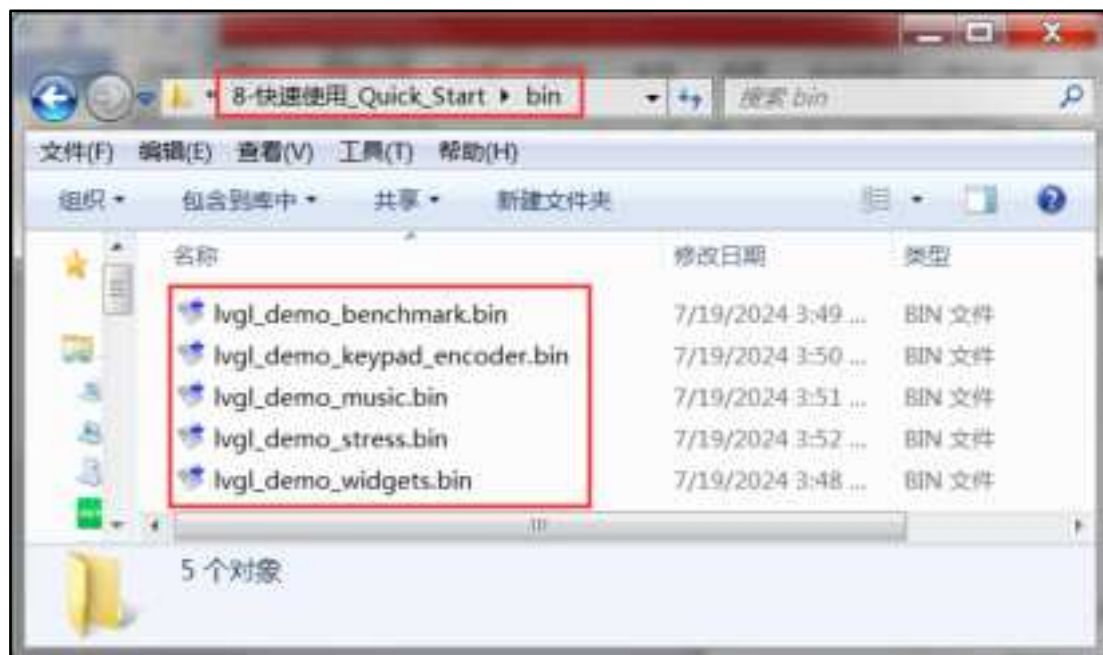 8-快速使用_Quick_Start ▸ bin
搜索 bin
文件(F) 编辑(E) 查看(V) 工具(T) 帮助(H)
组织 包含到库中 共享 新建文件夹
名称 修改日期 类型
lvgl_demo_benchmark.bin 7/19/2024 3:49 ... BIN 文件
lvgl_demo_keypad_encoder.bin 7/19/2024 3:50 ... BIN 文件
lvgl_demo_music.bin 7/19/2024 3:51 ... BIN 文件
lvgl_demo_stress.bin 7/19/2024 3:52 ... BIN 文件
lvgl_demo_widgets.bin 7/19/2024 3:48 ... BIN 文件
5 个对象